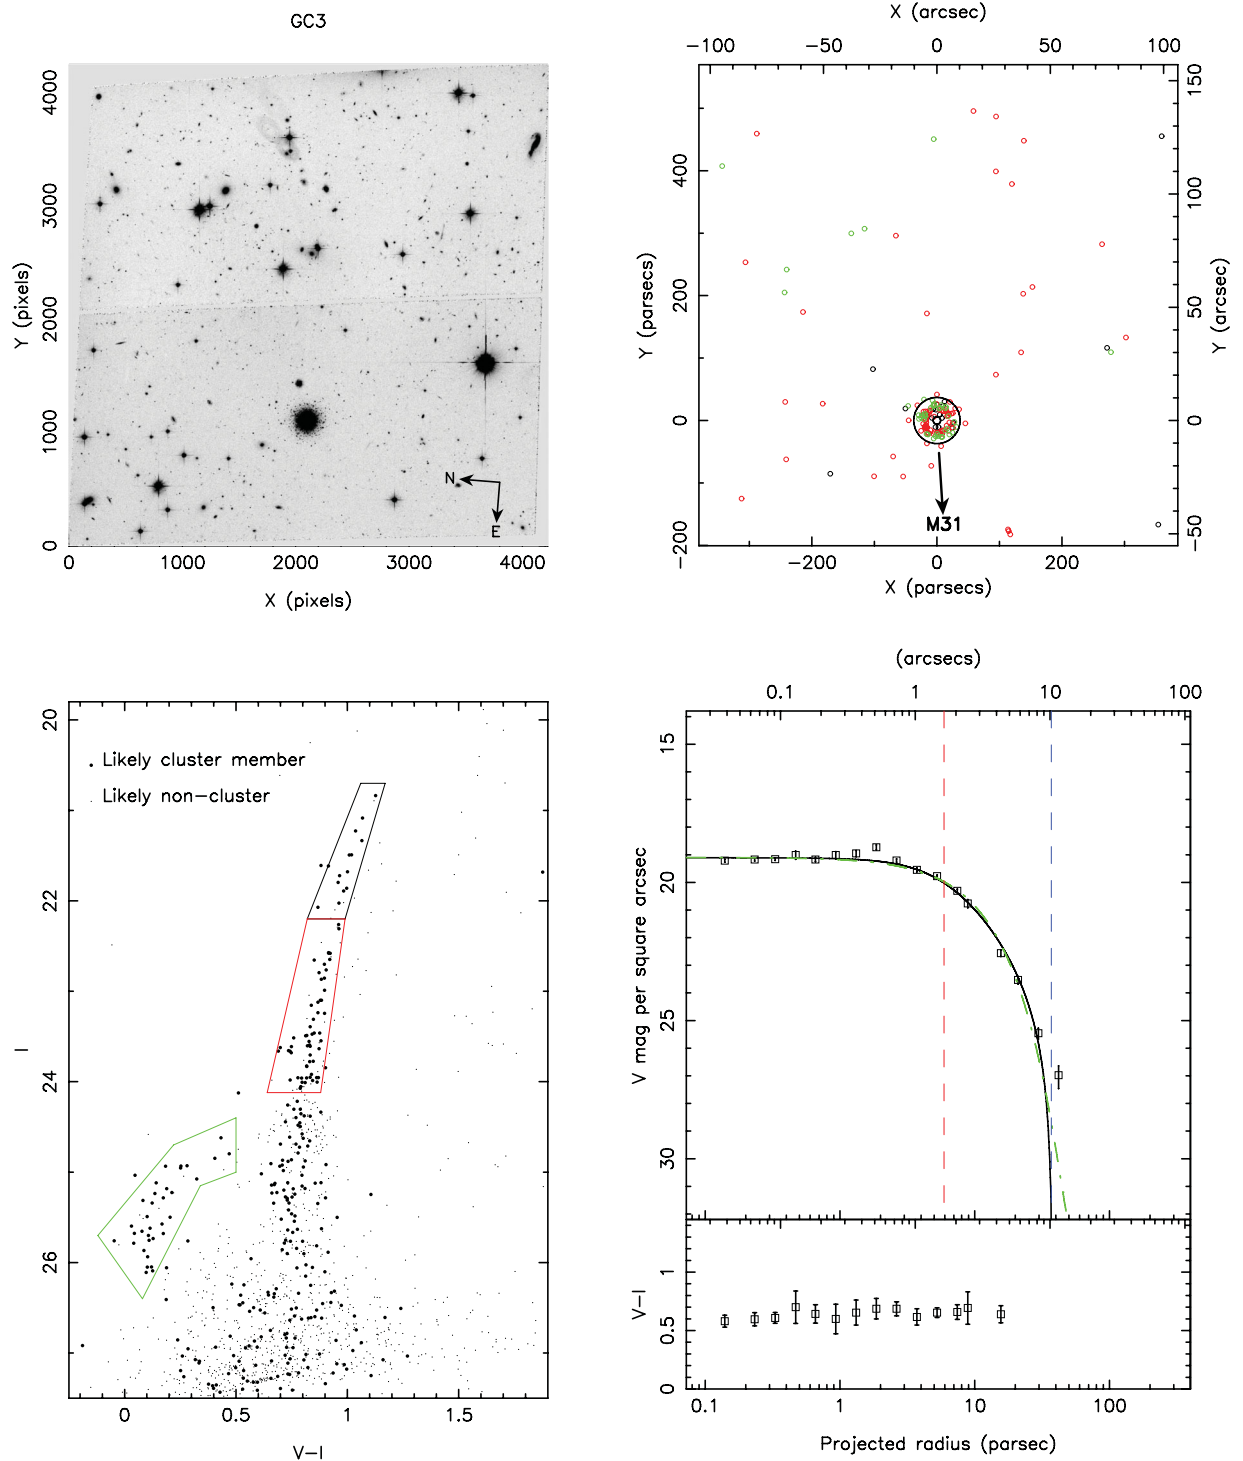 GC3
4000
3000
2000
1000
0
Y (pixels)
N
E
0 1000 2000 3000 4000
X (pixels)
X (arcsec)
−100 −50 0 50 100
400
200
0
−200
Y (parsecs)
150
100
50
0
−50
Y (arcsec)
M31
−200 0 200
X (parsecs)
20
22
24
26
I
Likely cluster member
Likely non−cluster
0 0.5 1 1.5
V−I
(arcsecs)
0.1 1 10 100
15
20
25
30
V mag per square arcsec
1
0.5
0
V−I
0.1 1 10 100
Projected radius (parsec)